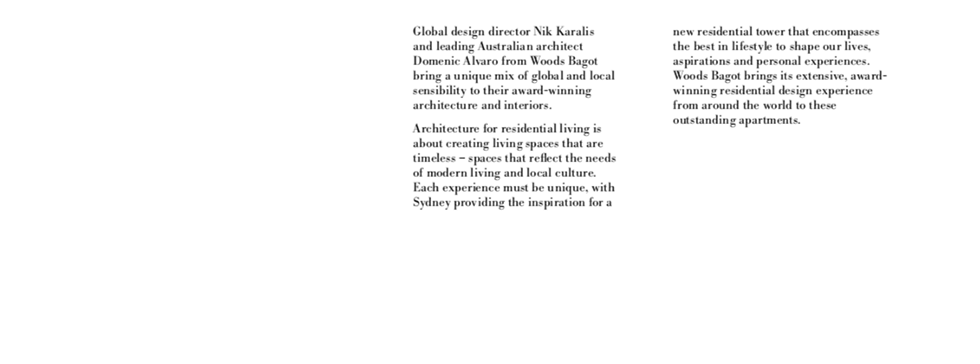 Global design director Nik Karalis
and leading Australian architect
Domenic Alvaro from Woods Bagot
bring a unique mix of global and local
sensibility to their award-winning
architecture and interiors.
Architecture for residential living is
about creating living spaces that are
timeless – spaces that reflect the needs
of modern living and local culture.
Each experience must be unique, with
Sydney providing the inspiration for a
new residential tower that encompasses
the best in lifestyle to shape our lives,
aspirations and personal experiences.
Woods Bagot brings its extensive, award-
winning residential design experience
from around the world to these
outstanding apartments.